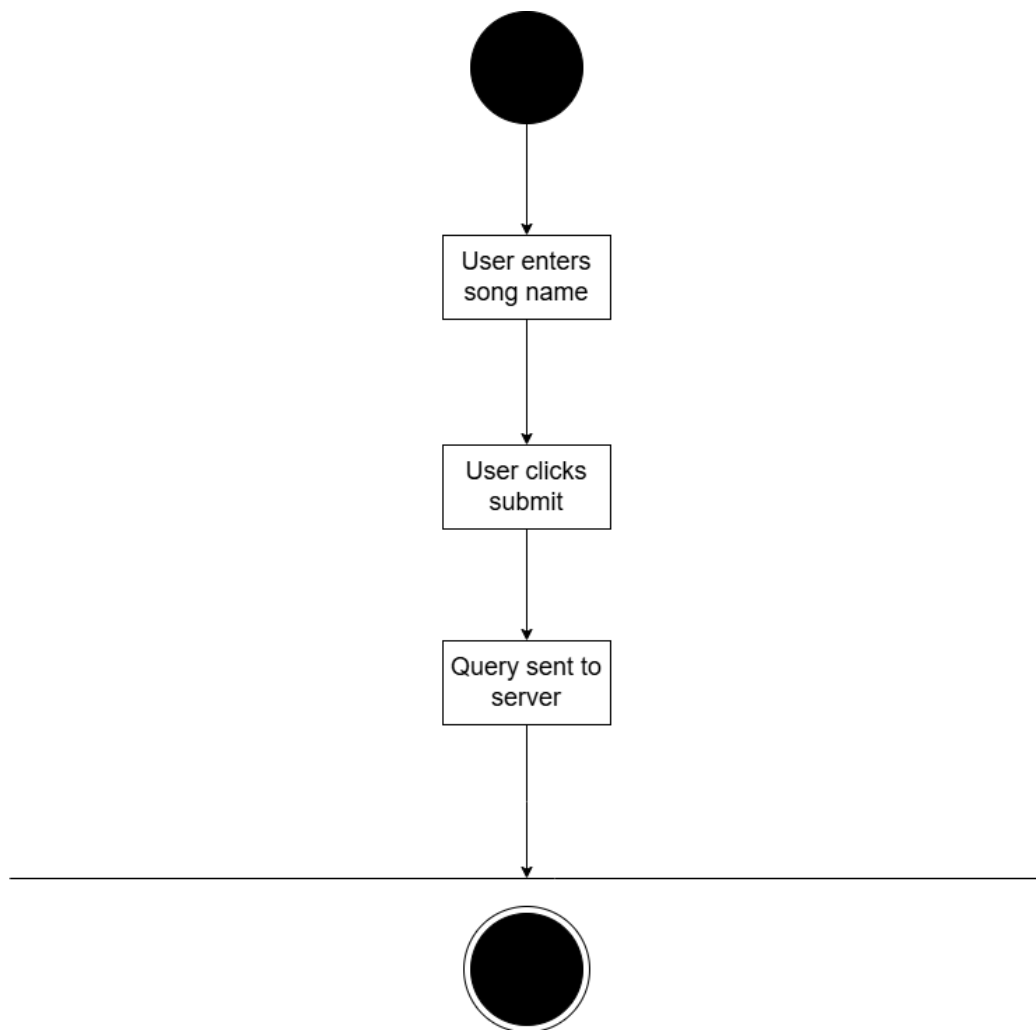 User enters
song name
User clicks
submit
Query sent to
server